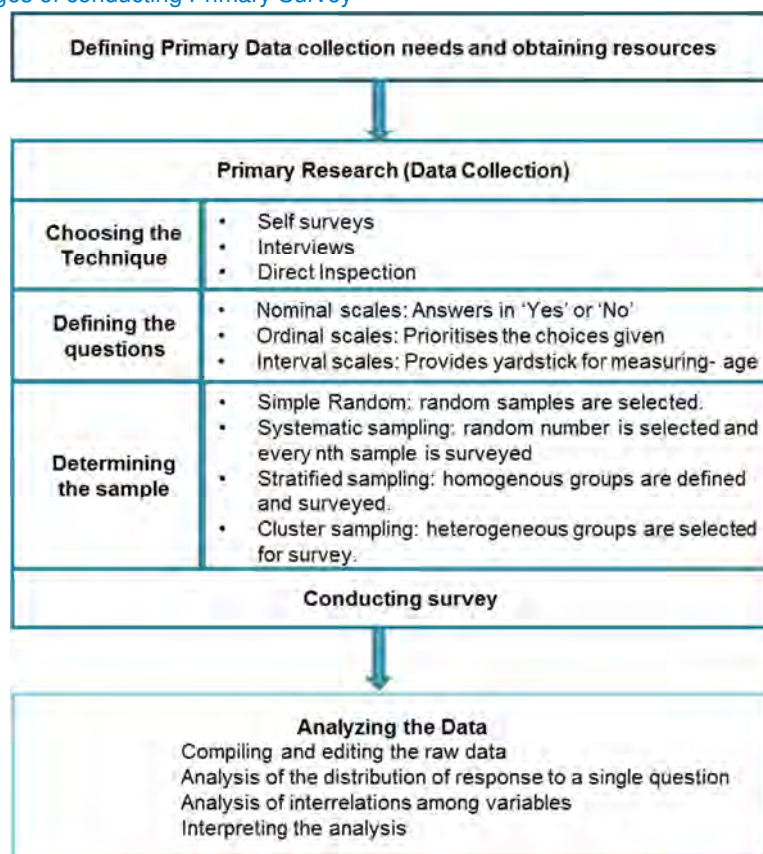 ges of conducting Primary Survey
Defining Primary Data collection needs and obtaining resources
Primary Research (Data Collection)
Choosing the
Technique
• Self surveys
• Interviews
• Direct Inspection
Defining the
questions
• Nominal scales: Answers in ‘Yes’ or ‘No’
• Ordinal scales: Prioritises the choices given
• Interval scales: Provides yardstick for measuring- age
Determining
the sample
• Simple Random: random samples are selected.
• Systematic sampling: random number is selected and
every nth sample is surveyed
• Stratified sampling: homogenous groups are defined
and surveyed.
• Cluster sampling: heterogeneous groups are selected
for survey.
Conducting survey
Analyzing the Data
Compiling and editing the raw data
Analysis of the distribution of response to a single question
Analysis of interrelations among variables
Interpreting the analysis